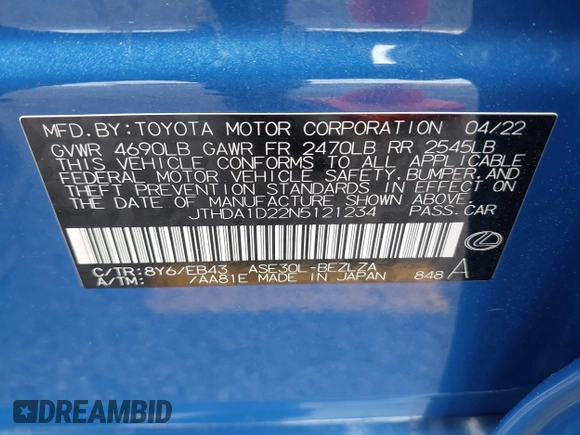 MFD.BY:TOYOTA MOTOR CORPORATION 04/22
GVWR 4690LB GAWR FR 2470LB RR 2545LB
THIS VEHICLE CONFORMS TO ALL APPLICABLE
FEDERAL MOTOR VEHICLE SAFETY,BUMPER,AND
THEFT PREVENTION STANDARDS IN EFFECT ON
THE DATE OF MANUFACTURE SHOWN ABOVE.
JTHDA1D22N5121234 PASS.CAR
C/TR:8Y6/EB43 ASE30L-BEZLZA
A/TM: /AA81E MADE IN JAPAN 848 A
DREAMBID